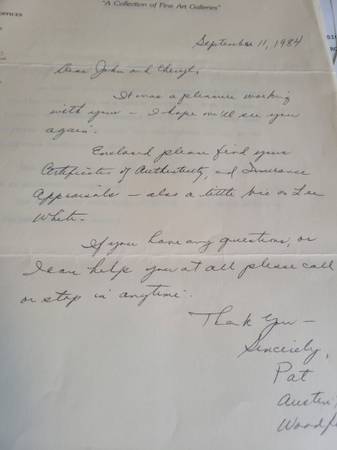 "A Collection of Fine Art Galleries"
OFFICES
September 11, 1984
Dear John and Cheryl,
It was a pleasure working
with you – I hope we'll see you
again.
Enclosed please find your
Certificates of Authenticity, and Insurance
Appraisals – also a little bio on Lee
White.
If you have any questions, or
I can help you at all please call
or stop in anytime.
Thank You –
Sincerely,
Pat
Austin